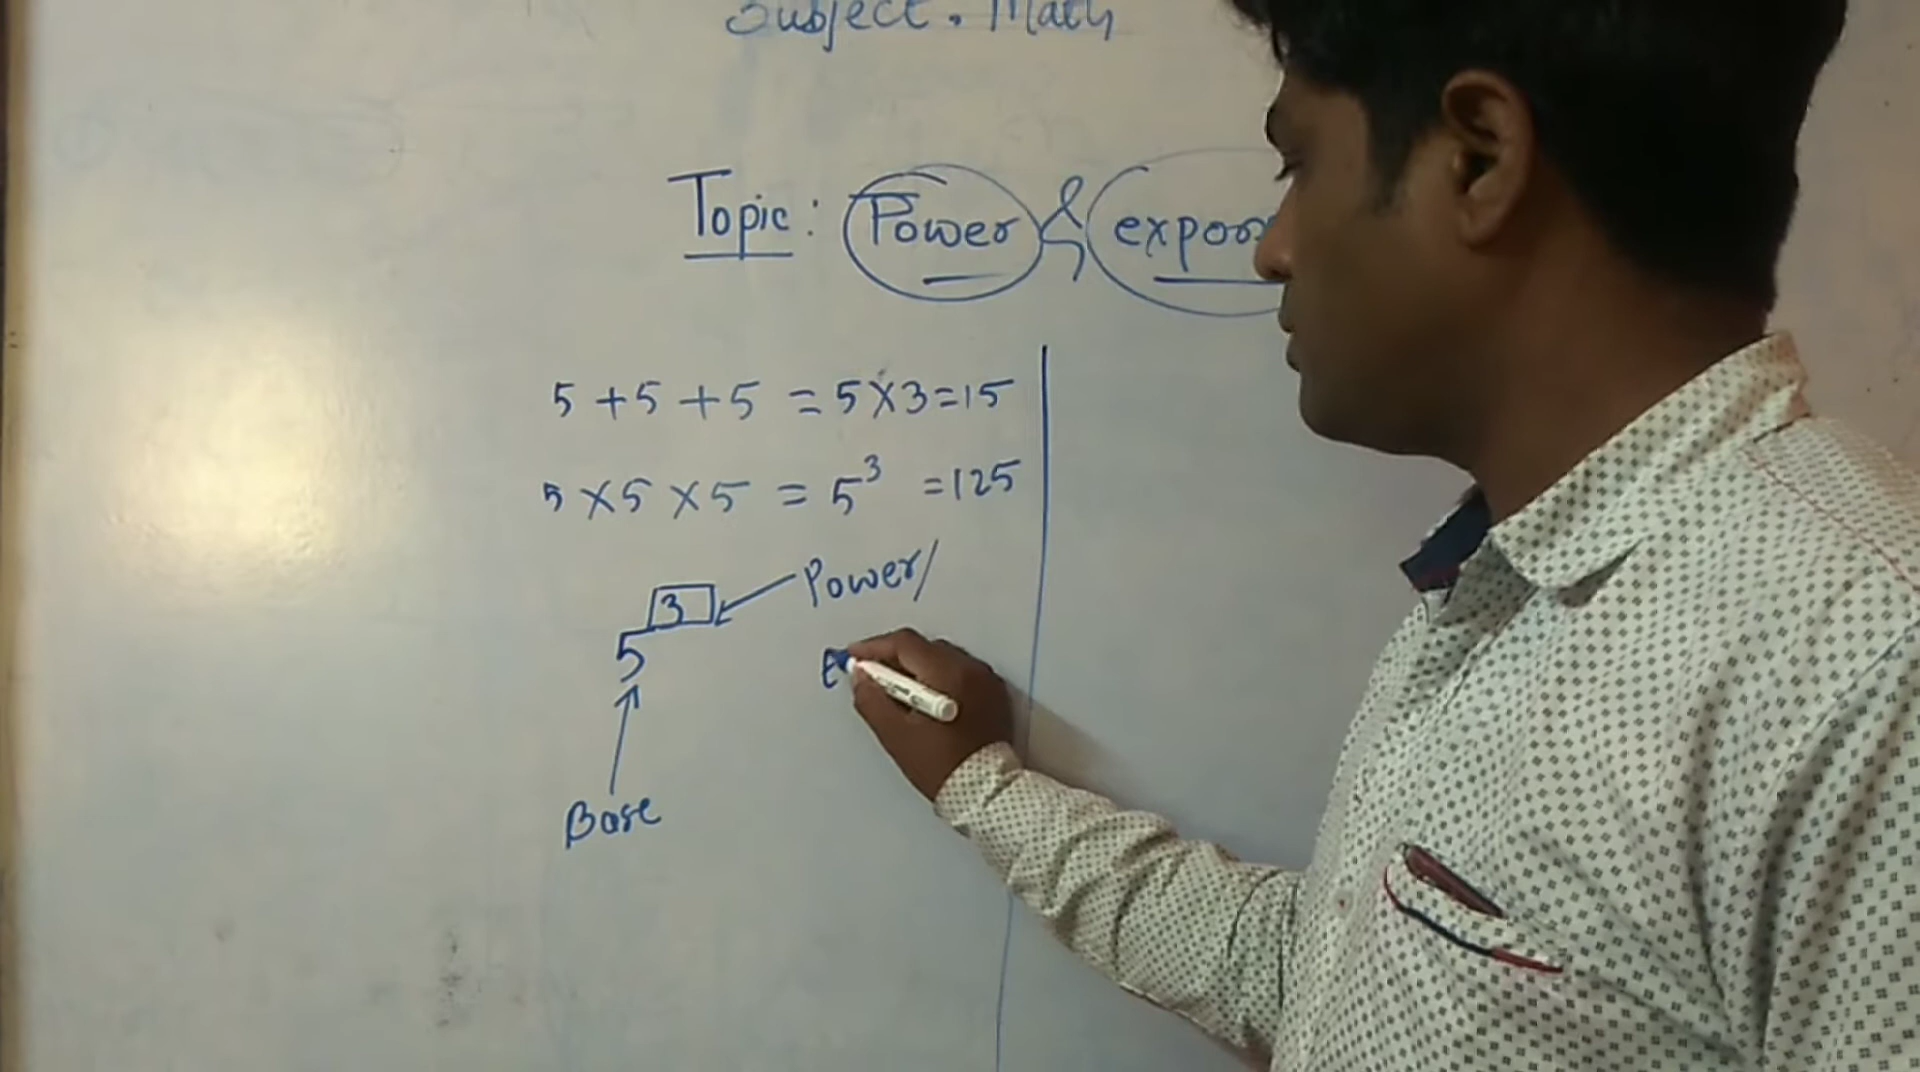 Subject. Math
Topic: Power & expon
5 + 5 + 5 = 5 × 3 = 15
5 × 5 × 5 = 5³ = 125
3 Power/
5 E
Base